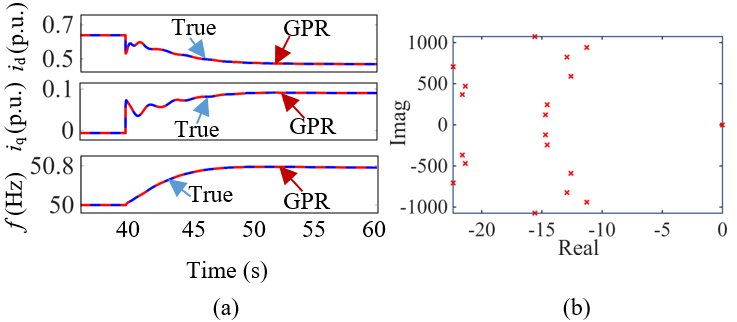 0.7
0.5
i_d (p.u.)
True
GPR
0.1
0
i_q (p.u.)
True
GPR
50.8
50
f (Hz)
True
GPR
40 45 50 55 60
Time (s)
(a)
1000
500
0
-500
-1000
Imag
-20 -15 -10 -5 0
Real
(b)